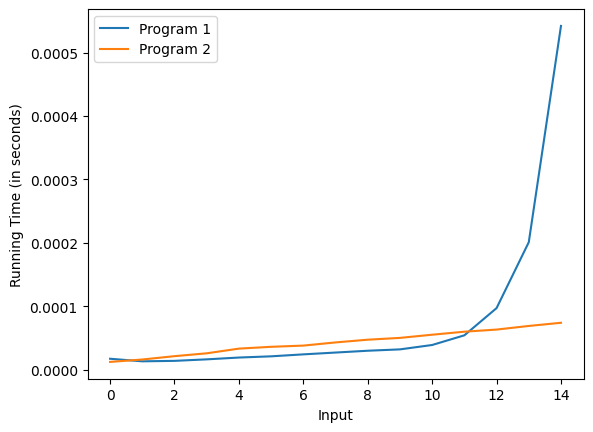 Program 1
Program 2
0.0005
0.0004
0.0003
0.0002
0.0001
0.0000
Running Time (in seconds)
0 2 4 6 8 10 12 14
Input